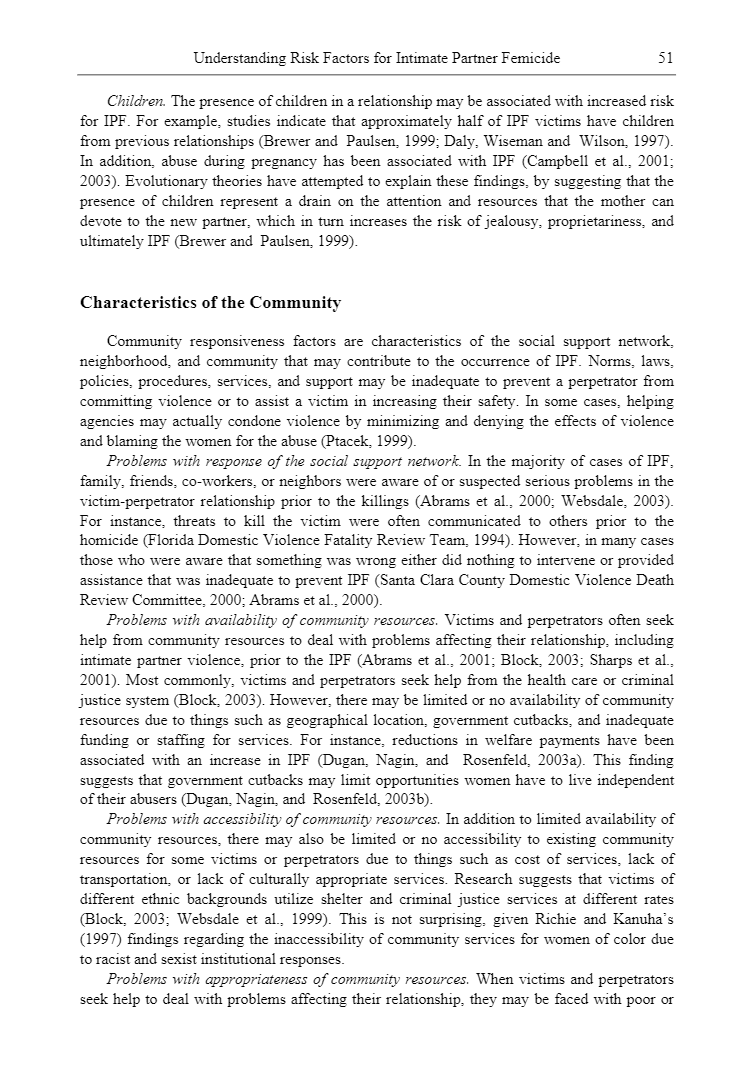 Understanding Risk Factors for Intimate Partner Femicide 51
Children. The presence of children in a relationship may be associated with increased risk
for IPF. For example, studies indicate that approximately half of IPF victims have children
from previous relationships (Brewer and Paulsen, 1999; Daly, Wiseman and Wilson, 1997).
In addition, abuse during pregnancy has been associated with IPF (Campbell et al., 2001;
2003). Evolutionary theories have attempted to explain these findings, by suggesting that the
presence of children represent a drain on the attention and resources that the mother can
devote to the new partner, which in turn increases the risk of jealousy, proprietariness, and
ultimately IPF (Brewer and Paulsen, 1999).
Characteristics of the Community
Community responsiveness factors are characteristics of the social support network,
neighborhood, and community that may contribute to the occurrence of IPF. Norms, laws,
policies, procedures, services, and support may be inadequate to prevent a perpetrator from
committing violence or to assist a victim in increasing their safety. In some cases, helping
agencies may actually condone violence by minimizing and denying the effects of violence
and blaming the women for the abuse (Ptacek, 1999).
Problems with response of the social support network. In the majority of cases of IPF,
family, friends, co-workers, or neighbors were aware of or suspected serious problems in the
victim-perpetrator relationship prior to the killings (Abrams et al., 2000; Websdale, 2003).
For instance, threats to kill the victim were often communicated to others prior to the
homicide (Florida Domestic Violence Fatality Review Team, 1994). However, in many cases
those who were aware that something was wrong either did nothing to intervene or provided
assistance that was inadequate to prevent IPF (Santa Clara County Domestic Violence Death
Review Committee, 2000; Abrams et al., 2000).
Problems with availability of community resources. Victims and perpetrators often seek
help from community resources to deal with problems affecting their relationship, including
intimate partner violence, prior to the IPF (Abrams et al., 2001; Block, 2003; Sharps et al.,
2001). Most commonly, victims and perpetrators seek help from the health care or criminal
justice system (Block, 2003). However, there may be limited or no availability of community
resources due to things such as geographical location, government cutbacks, and inadequate
funding or staffing for services. For instance, reductions in welfare payments have been
associated with an increase in IPF (Dugan, Nagin, and Rosenfeld, 2003a). This finding
suggests that government cutbacks may limit opportunities women have to live independent
of their abusers (Dugan, Nagin, and Rosenfeld, 2003b).
Problems with accessibility of community resources. In addition to limited availability of
community resources, there may also be limited or no accessibility to existing community
resources for some victims or perpetrators due to things such as cost of services, lack of
transportation, or lack of culturally appropriate services. Research suggests that victims of
different ethnic backgrounds utilize shelter and criminal justice services at different rates
(Block, 2003; Websdale et al., 1999). This is not surprising, given Richie and Kanuha's
(1997) findings regarding the inaccessibility of community services for women of color due
to racist and sexist institutional responses.
Problems with appropriateness of community resources. When victims and perpetrators
seek help to deal with problems affecting their relationship, they may be faced with poor or